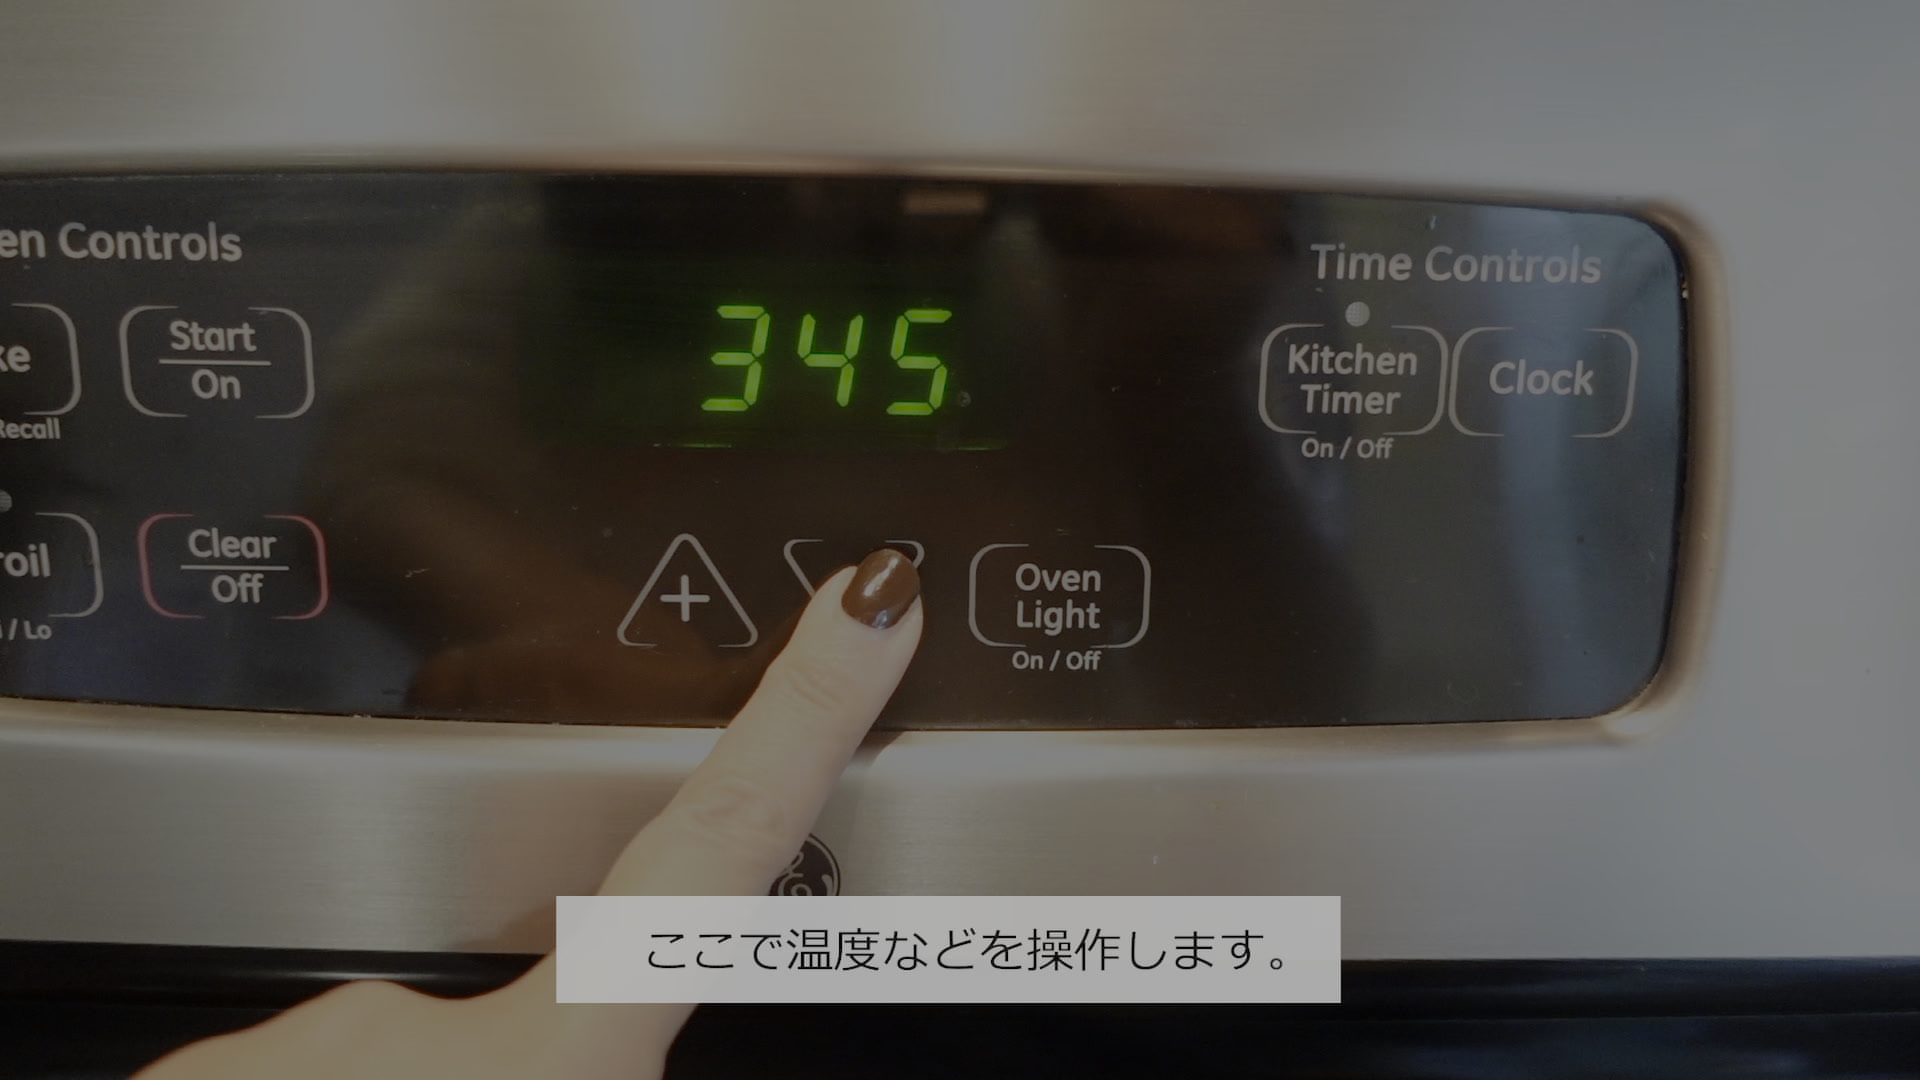 en Controls
ke
Start
On
Recall
345
Time Controls
Kitchen
Timer
On / Off
Clock
roil
/ Lo
Clear
Off
+
Oven
Light
On / Off
ここで温度などを操作します。